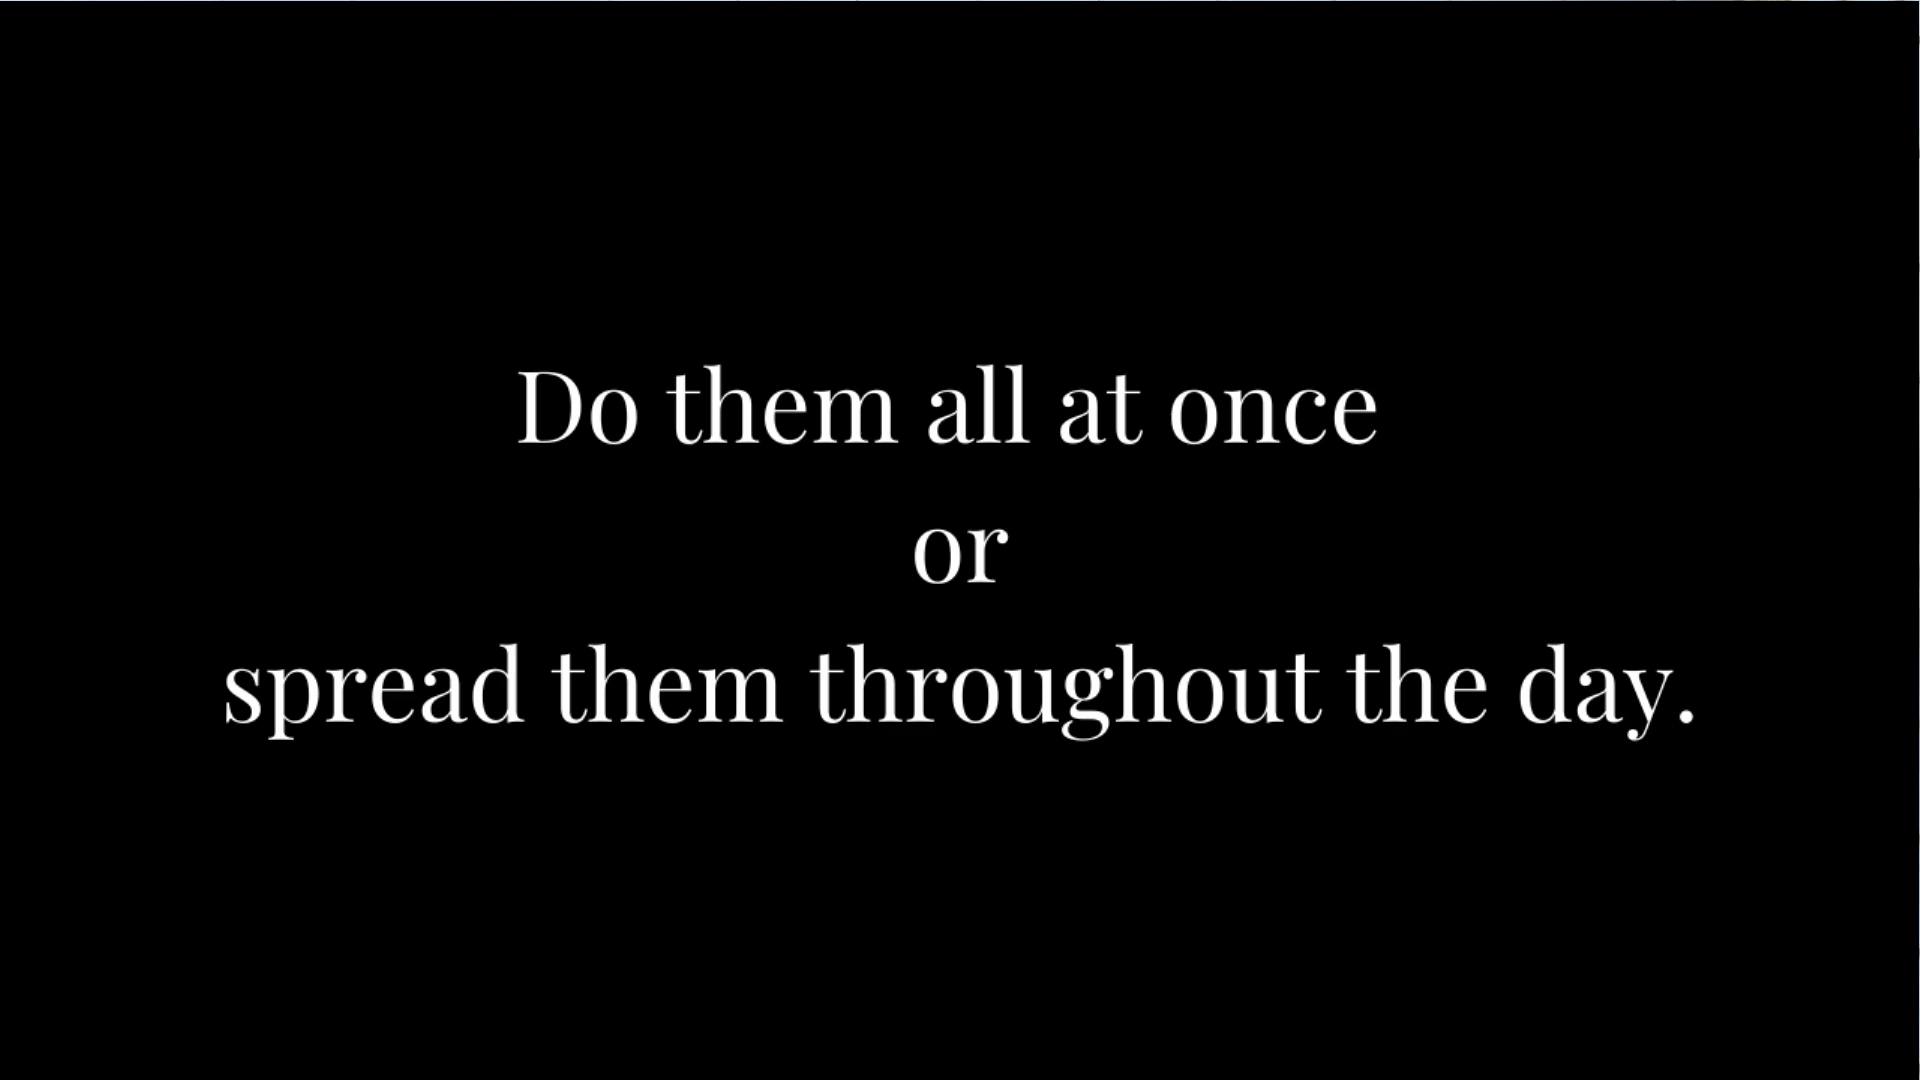 Do them all at once
or
spread them throughout the day.